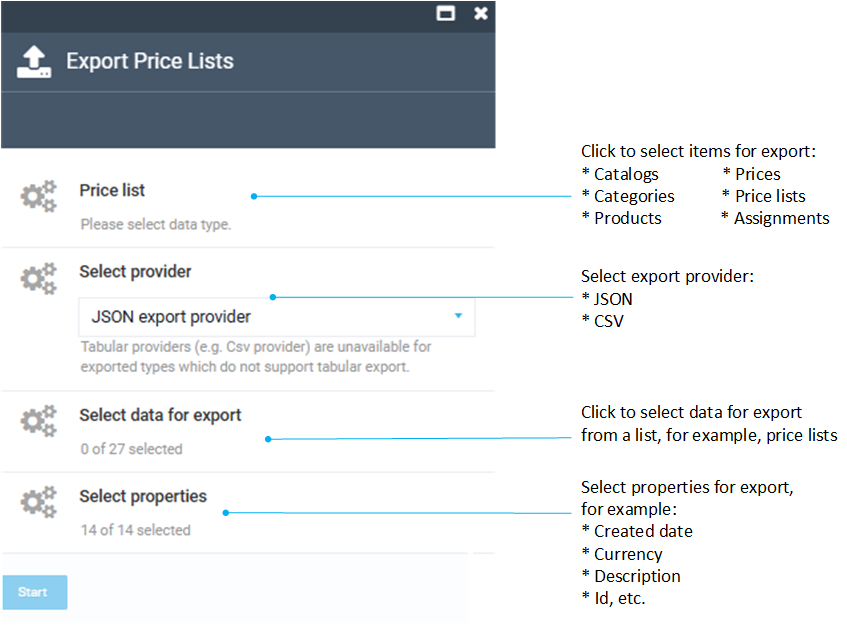 Export Price Lists
Price list
Please select data type.
Select provider
JSON export provider
Tabular providers (e.g. Csv provider) are unavailable for
exported types which do not support tabular export.
Select data for export
0 of 27 selected
Select properties
14 of 14 selected
Start
Click to select items for export:
* Catalogs * Prices
* Categories * Price lists
* Products * Assignments
Select export provider:
* JSON
* CSV
Click to select data for export
from a list, for example, price lists
Select properties for export,
for example:
* Created date
* Currency
* Description
* Id, etc.